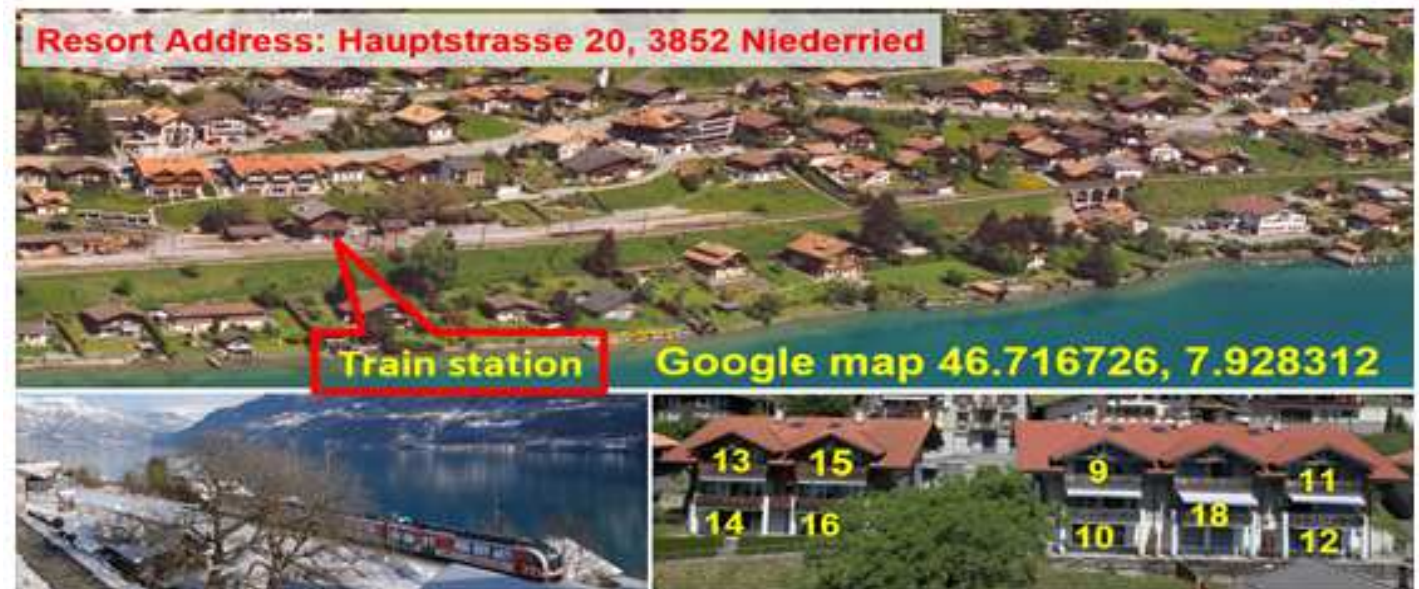 Resort Address: Hauptstrasse 20, 3852 Niederried
Train station
Google map 46.716726, 7.928312
13 15
14 16
9 11
18
10 12